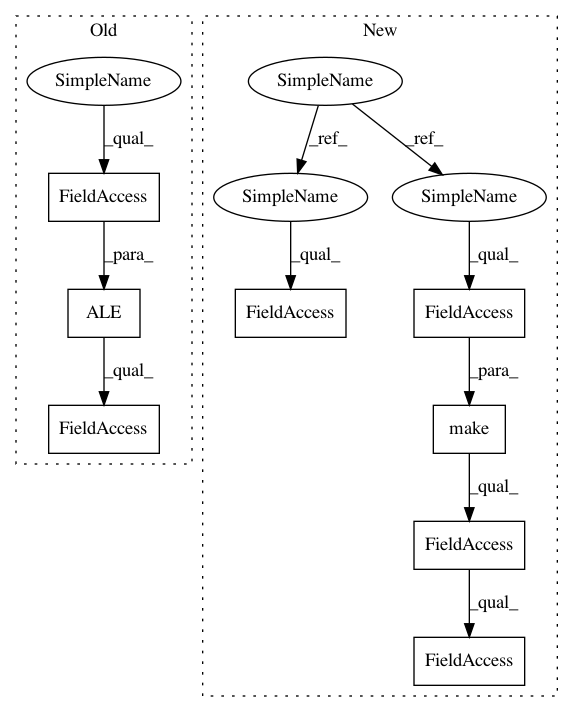 Old
New
SimpleName
SimpleName
_qual_
_ref_
_ref_
FieldAccess
SimpleName
SimpleName
_para_
_qual_
_qual_
ALE
FieldAccess
FieldAccess
_qual_
_para_
FieldAccess
make
_qual_
FieldAccess
_qual_
FieldAccess